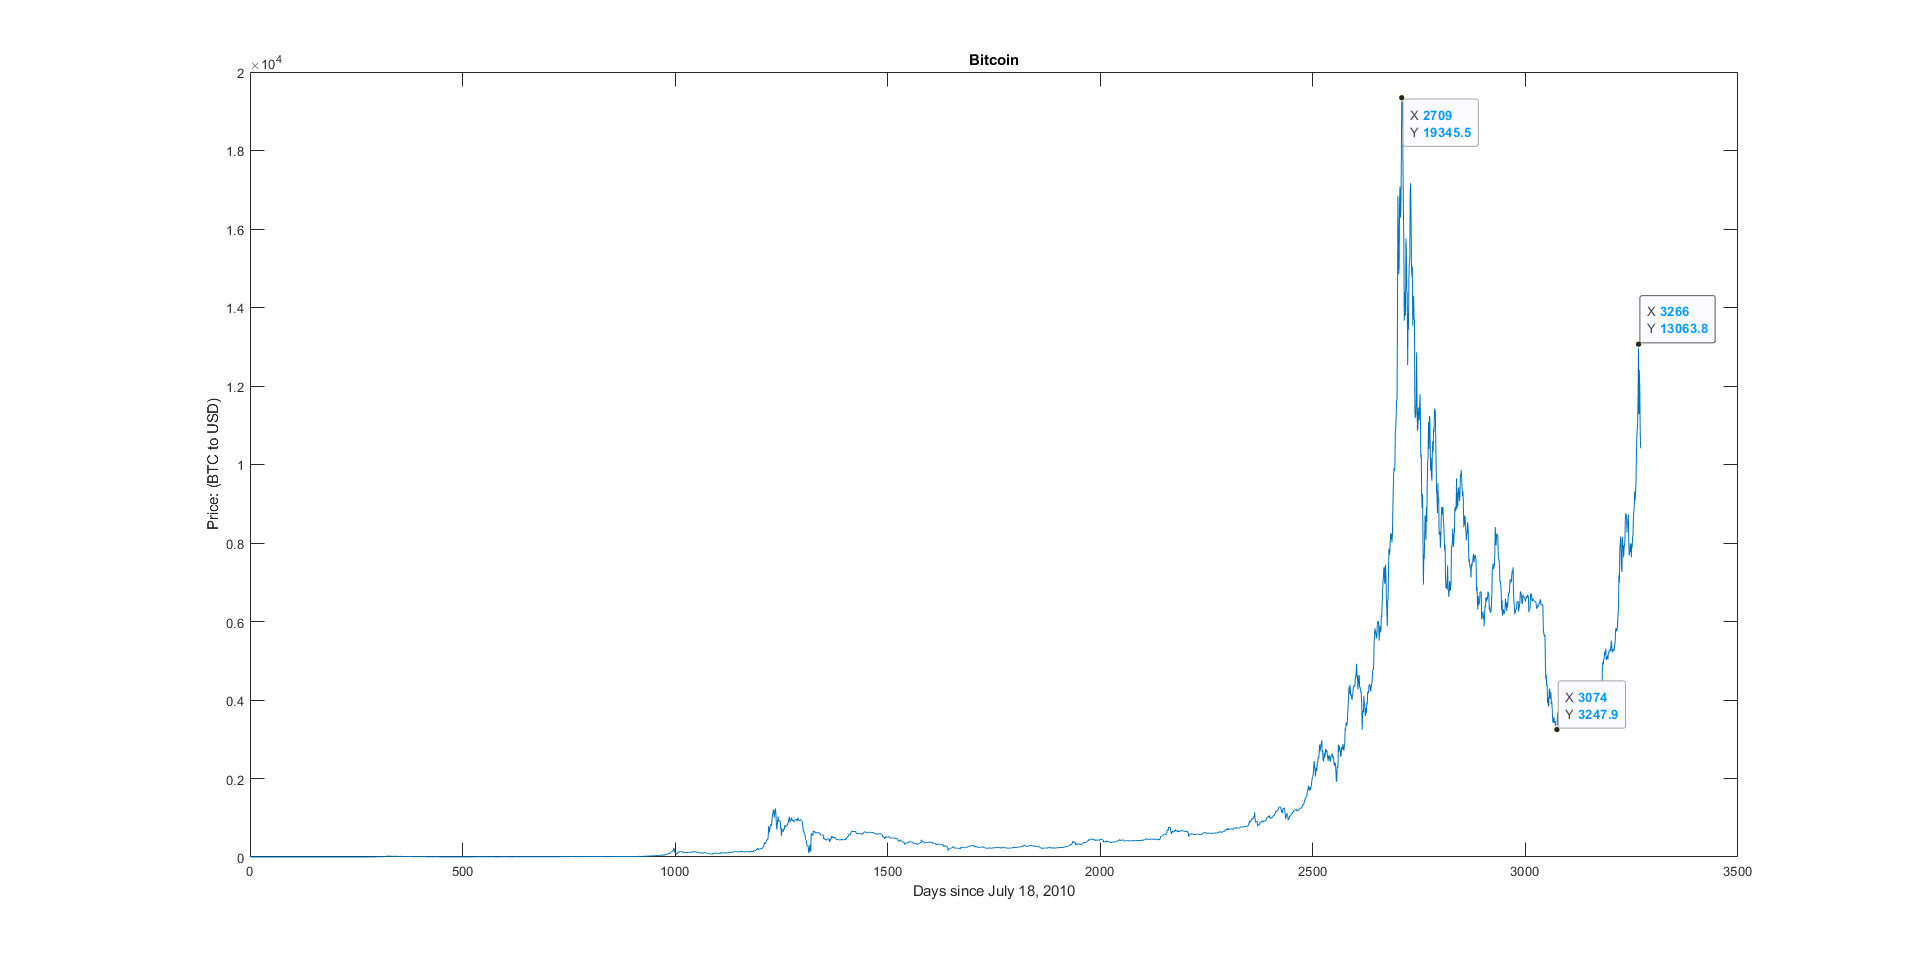 Bitcoin
×10^4
2
1.8
1.6
1.4
1.2
1
0.8
0.6
0.4
0.2
0
Price: (BTC to USD)
X 2709
Y 19345.5
X 3266
Y 13063.8
X 3074
Y 3247.9
0 500 1000 1500 2000 2500 3000 3500
Days since July 18, 2010